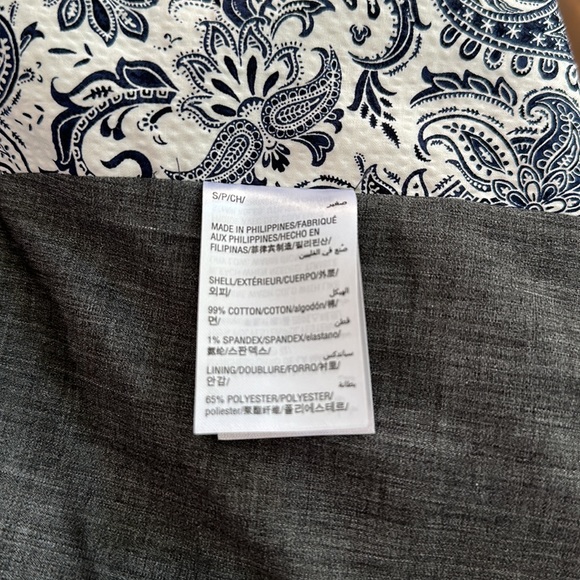 S/P/CH/ صغير
MADE IN PHILIPPINES/FABRIQUÉ
AUX PHILIPPINES/HECHO EN
FILIPINAS/菲律宾制造/필리핀산/ صنع في الفلبين
SHELL/EXTÉRIEUR/CUERPO/外层/
외피/ الهيكل
99% COTTON/COTON/algodón/棉/
면/ قطن
1% SPANDEX/SPANDEX/elastano/
氨纶/스판덱스/ سباندكس
LINING/DOUBLURE/FORRO/衬里/
안감/ بطانة
65% POLYESTER/POLYESTER/
poliester/聚酯纤维/폴리에스테르/